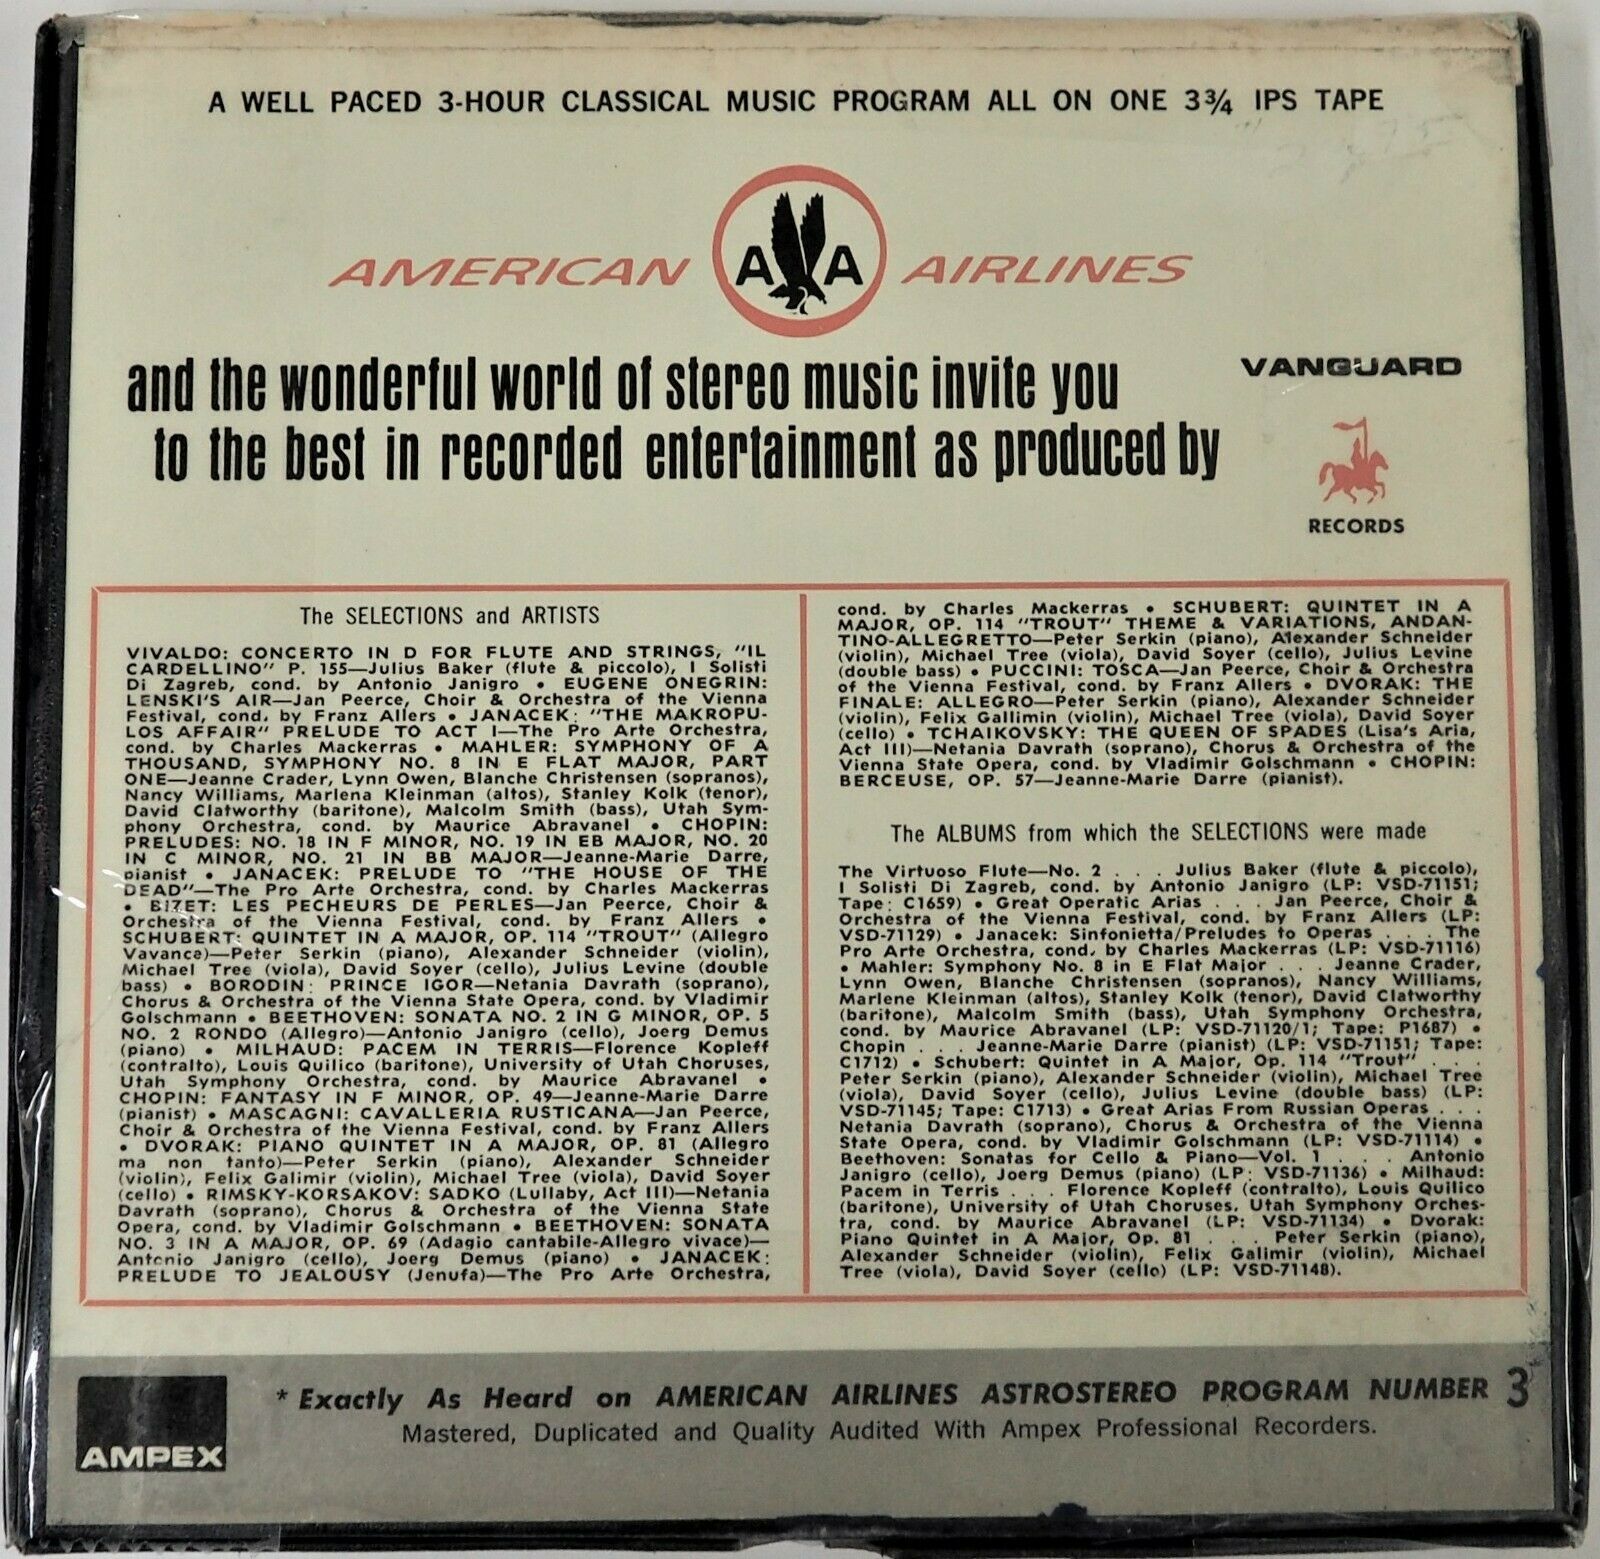 A WELL PACED 3-HOUR CLASSICAL MUSIC PROGRAM ALL ON ONE 3¾ IPS TAPE
AMERICAN AA AIRLINES
and the wonderful world of stereo music invite you
to the best in recorded entertainment as produced by
VANGUARD
RECORDS
The SELECTIONS and ARTISTS
VIVALDO: CONCERTO IN D FOR FLUTE AND STRINGS, "IL
CARDELLINO" P. 155—Julius Baker (flute & piccolo), I Solisti
Di Zagreb, cond. by Antonio Janigro • EUGENE ONEGRIN:
LENSKI'S AIR—Jan Peerce, Choir & Orchestra of the Vienna
Festival, cond. by Franz Allers • JANACEK: "THE MAKROPU-
LOS AFFAIR" PRELUDE TO ACT I—The Pro Arte Orchestra,
cond. by Charles Mackerras • MAHLER: SYMPHONY OF A
THOUSAND, SYMPHONY NO. 8 IN E FLAT MAJOR, PART
ONE—Jeanne Crader, Lynn Owen, Blanche Christensen (sopranos),
Nancy Williams, Marlena Kleinman (altos), Stanley Kolk (tenor),
David Clatworthy (baritone), Malcolm Smith (bass), Utah Sym-
phony Orchestra, cond. by Maurice Abravanel • CHOPIN:
PRELUDES: NO. 18 IN F MINOR, NO. 19 IN EB MAJOR, NO. 20
IN C MINOR, NO. 21 IN BB MAJOR—Jeanne-Marie Darre,
pianist • JANACEK: PRELUDE TO "THE HOUSE OF THE
DEAD"—The Pro Arte Orchestra, cond. by Charles Mackerras
• BIZET: LES PECHEURS DE PERLES—Jan Peerce, Choir &
Orchestra of the Vienna Festival, cond. by Franz Allers •
SCHUBERT: QUINTET IN A MAJOR, OP. 114 "TROUT" (Allegro
Vavance)—Peter Serkin (piano), Alexander Schneider (violin),
Michael Tree (viola), David Soyer (cello), Julius Levine (double
bass) • BORODIN: PRINCE IGOR—Netania Davrath (soprano),
Chorus & Orchestra of the Vienna State Opera, cond. by Vladimir
Golschmann • BEETHOVEN: SONATA NO. 2 IN G MINOR, OP. 5
NO. 2 RONDO (Allegro)—Antonio Janigro (cello), Joerg Demus
(piano) • MILHAUD: PACEM IN TERRIS—Florence Kopleff
(contralto), Louis Quilico (baritone), University of Utah Choruses,
Utah Symphony Orchestra, cond. by Maurice Abravanel •
CHOPIN: FANTASY IN F MINOR, OP. 49—Jeanne-Marie Darre
(pianist) • MASCAGNI: CAVALLERIA RUSTICANA—Jan Peerce,
Choir & Orchestra of the Vienna Festival, cond. by Franz Allers
• DVORAK: PIANO QUINTET IN A MAJOR, OP. 81 (Allegro
ma non tanto)—Peter Serkin (piano), Alexander Schneider
(violin), Felix Galimir (violin), Michael Tree (viola), David Soyer
(cello) • RIMSKY-KORSAKOV: SADKO (Lullaby, Act III)—Netania
Davrath (soprano), Chorus & Orchestra of the Vienna State
Opera, cond. by Vladimir Golschmann • BEETHOVEN: SONATA
NO. 3 IN A MAJOR, OP. 69 (Adagio cantabile-Allegro vivace)—
Antonio Janigro (cello), Joerg Demus (piano) • JANACEK:
PRELUDE TO JEALOUSY (Jenufa)—The Pro Arte Orchestra,
cond. by Charles Mackerras • SCHUBERT: QUINTET IN A
MAJOR, OP. 114 "TROUT" THEME & VARIATIONS, ANDAN-
TINO-ALLEGRETTO—Peter Serkin (piano), Alexander Schneider
(violin), Michael Tree (viola), David Soyer (cello), Julius Levine
(double bass) • PUCCINI: TOSCA—Jan Peerce, Choir & Orchestra
of the Vienna Festival, cond. by Franz Allers • DVORAK: THE
FINALE: ALLEGRO—Peter Serkin (piano), Alexander Schneider
(violin), Felix Gallimin (violin), Michael Tree (viola), David Soyer
(cello) • TCHAIKOVSKY: THE QUEEN OF SPADES (Lisa's Aria,
Act III)—Netania Davrath (soprano), Chorus & Orchestra of the
Vienna State Opera, cond. by Vladimir Golschmann • CHOPIN:
BERCEUSE, OP. 57—Jeanne-Marie Darre (pianist).
The ALBUMS from which the SELECTIONS were made
The Virtuoso Flute—No. 2 . . . Julius Baker (flute & piccolo),
I Solisti Di Zagreb, cond. by Antonio Janigro (LP: VSD-71151;
Tape: C1659) • Great Operatic Arias . . . Jan Peerce, Choir &
Orchestra of the Vienna Festival, cond. by Franz Allers (LP:
VSD-71129) • Janacek: Sinfonietta/Preludes to Operas . . . The
Pro Arte Orchestra, cond. by Charles Mackerras (LP: VSD-71116)
• Mahler: Symphony No. 8 in E Flat Major . . . Jeanne Crader,
Lynn Owen, Blanche Christensen (sopranos), Nancy Williams,
Marlene Kleinman (altos), Stanley Kolk (tenor), David Clatworthy
(baritone), Malcolm Smith (bass), Utah Symphony Orchestra,
cond. by Maurice Abravanel (LP: VSD-71120/1; Tape: P1687) •
Chopin . . . Jeanne-Marie Darre (pianist) (LP: VSD-71151; Tape:
C1712) • Schubert: Quintet in A Major, Op. 114 "Trout" . . .
Peter Serkin (piano), Alexander Schneider (violin), Michael Tree
(viola), David Soyer (cello), Julius Levine (double bass) (LP:
VSD-71145; Tape: C1713) • Great Arias From Russian Operas . . .
Netania Davrath (soprano), Chorus & Orchestra of the Vienna
State Opera, cond. by Vladimir Golschmann (LP: VSD-71114) •
Beethoven: Sonatas for Cello & Piano—Vol. 1 . . . Antonio
Janigro (cello), Joerg Demus (piano) (LP: VSD-71136) • Milhaud:
Pacem in Terris . . . Florence Kopleff (contralto), Louis Quilico
(baritone), University of Utah Choruses, Utah Symphony Orches-
tra, cond. by Maurice Abravanel (LP: VSD-71134) • Dvorak:
Piano Quintet in A Major, Op. 81 . . . Peter Serkin (piano),
Alexander Schneider (violin), Felix Galimir (violin), Michael
Tree (viola), David Soyer (cello) (LP: VSD-71148).
AMPEX
* Exactly As Heard on AMERICAN AIRLINES ASTROSTEREO PROGRAM NUMBER 3
Mastered, Duplicated and Quality Audited With Ampex Professional Recorders.